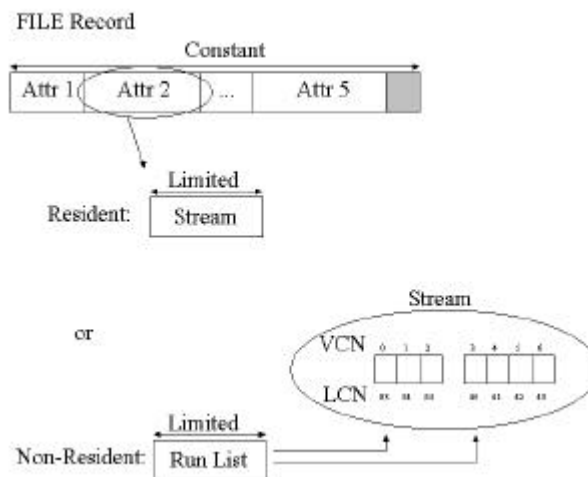 FILE Record
Constant
Attr 1 Attr 2 ... Attr 5
Limited
Resident: Stream
Stream
or
VCN 0 1 2 3 4 5 6
LCN
Limited
Non-Resident: Run List